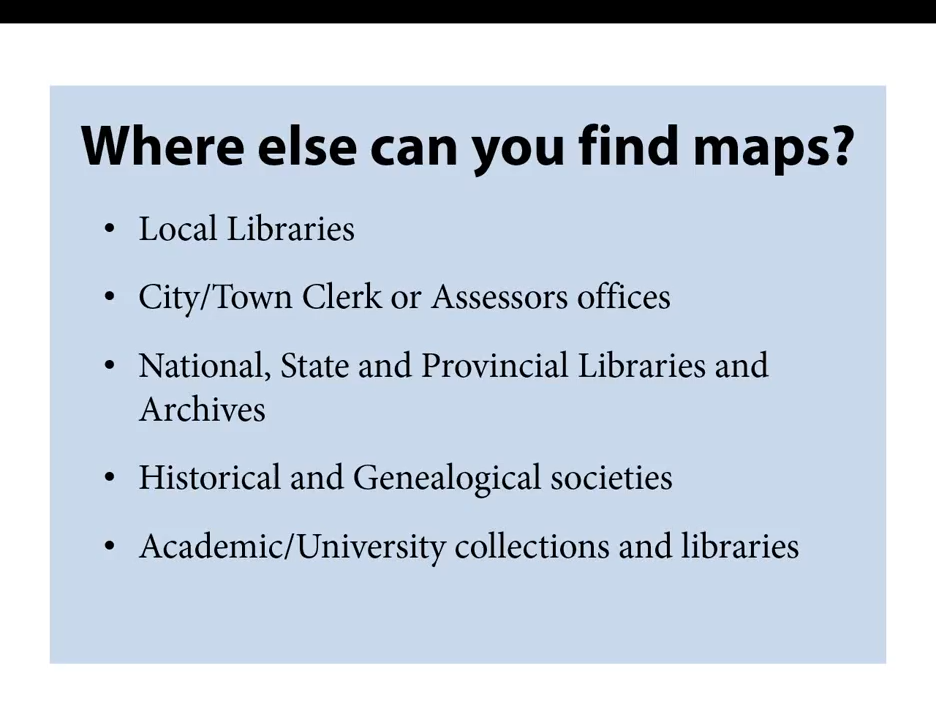 Where else can you find maps?
• Local Libraries
• City/Town Clerk or Assessors offices
• National, State and Provincial Libraries and
Archives
• Historical and Genealogical societies
• Academic/University collections and libraries